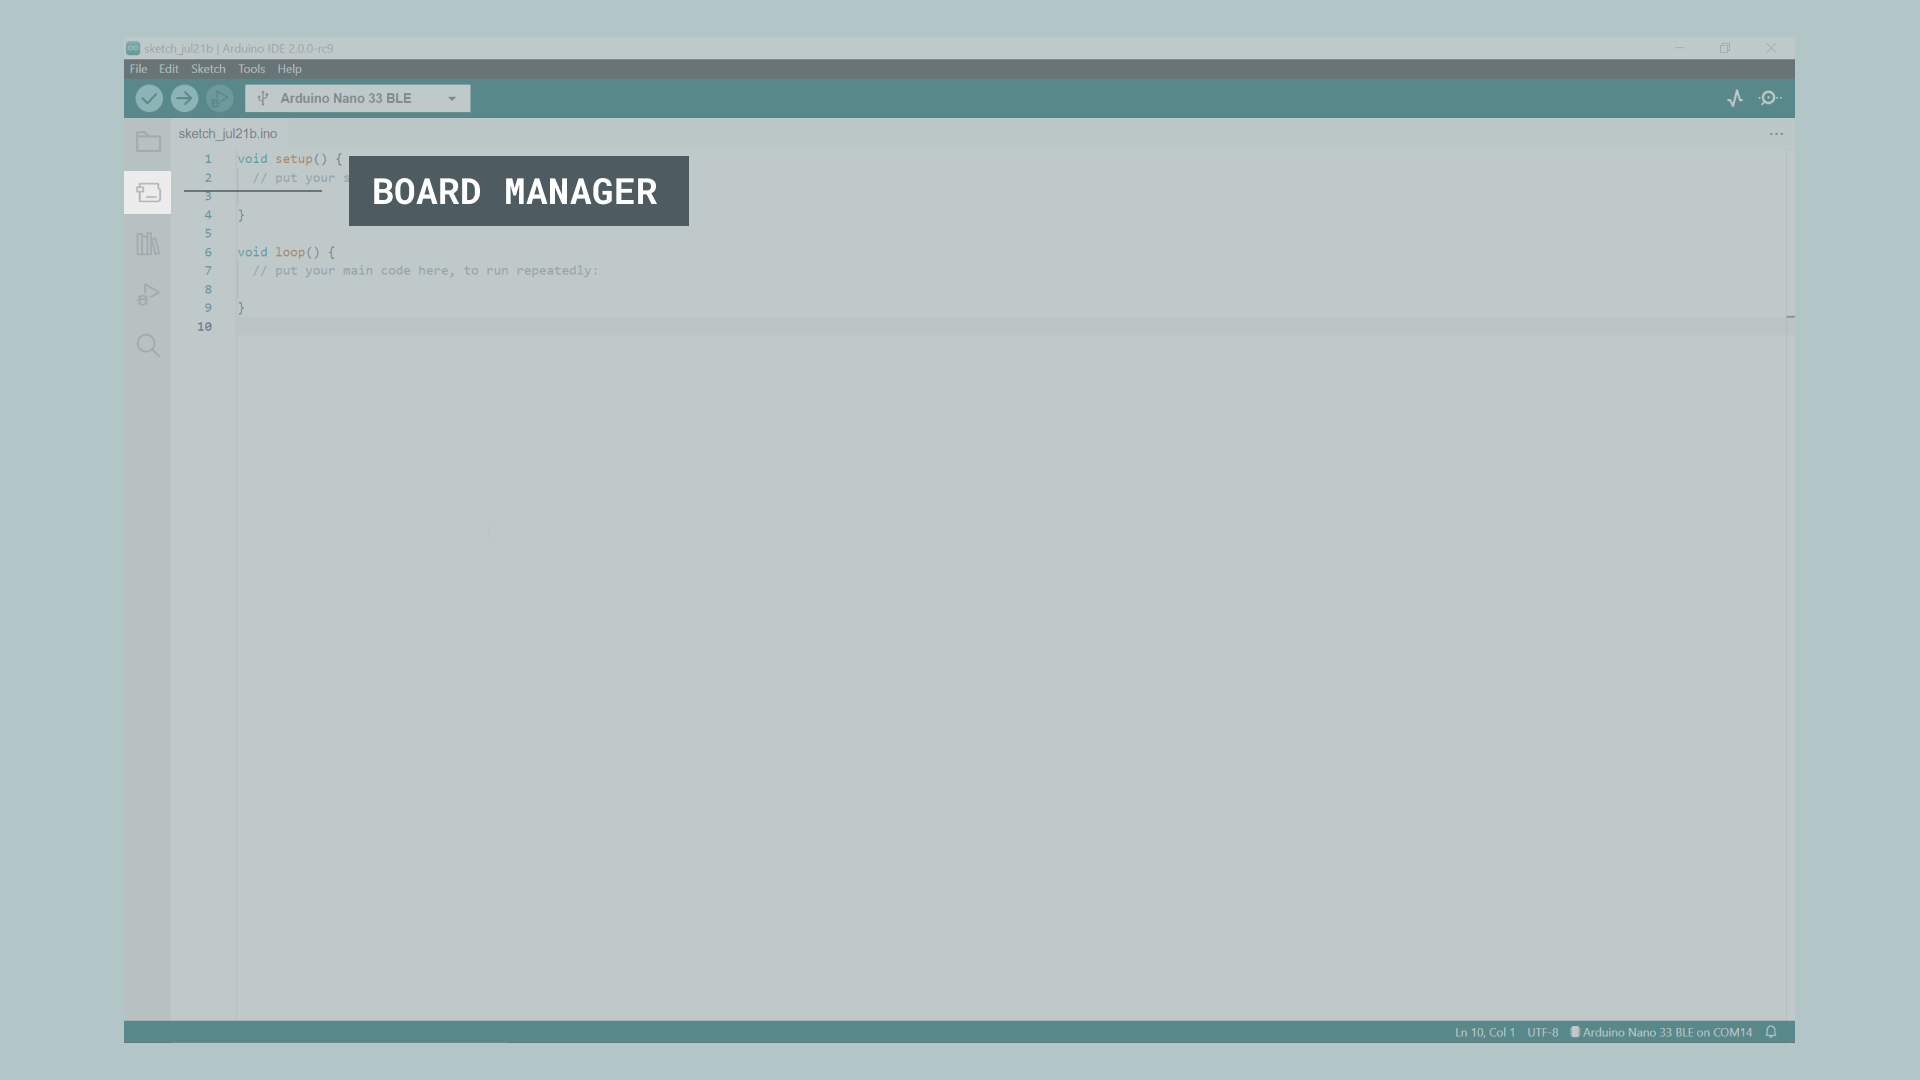 sketch_jul21b | Arduino IDE 2.0.0-rc9
File Edit Sketch Tools Help
Arduino Nano 33 BLE
sketch_jul21b.ino
1 void setup() {
2 // put your s
BOARD MANAGER
3
4 }
5
6 void loop() {
7 // put your main code here, to run repeatedly:
8
9 }
10
Ln 10, Col 1 UTF-8 Arduino Nano 33 BLE on COM14